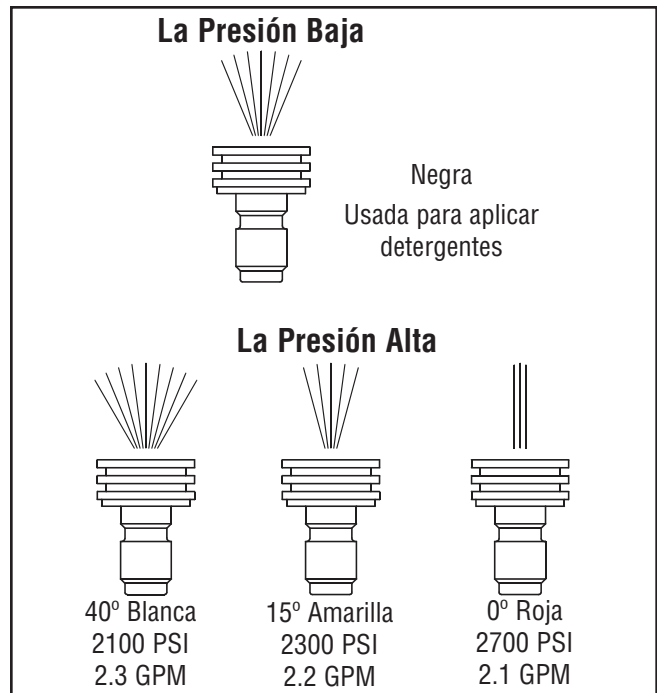 La Presión Baja
Negra
Usada para aplicar
detergentes
La Presión Alta
40º Blanca
2100 PSI
2.3 GPM
15º Amarilla
2300 PSI
2.2 GPM
0º Roja
2700 PSI
2.1 GPM